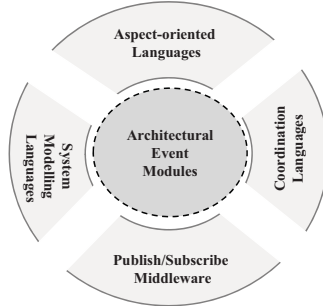 Aspect-oriented
Languages
System
Modelling
Languages
Architectural
Event
Modules
Coordination
Languages
Publish/Subscribe
Middleware